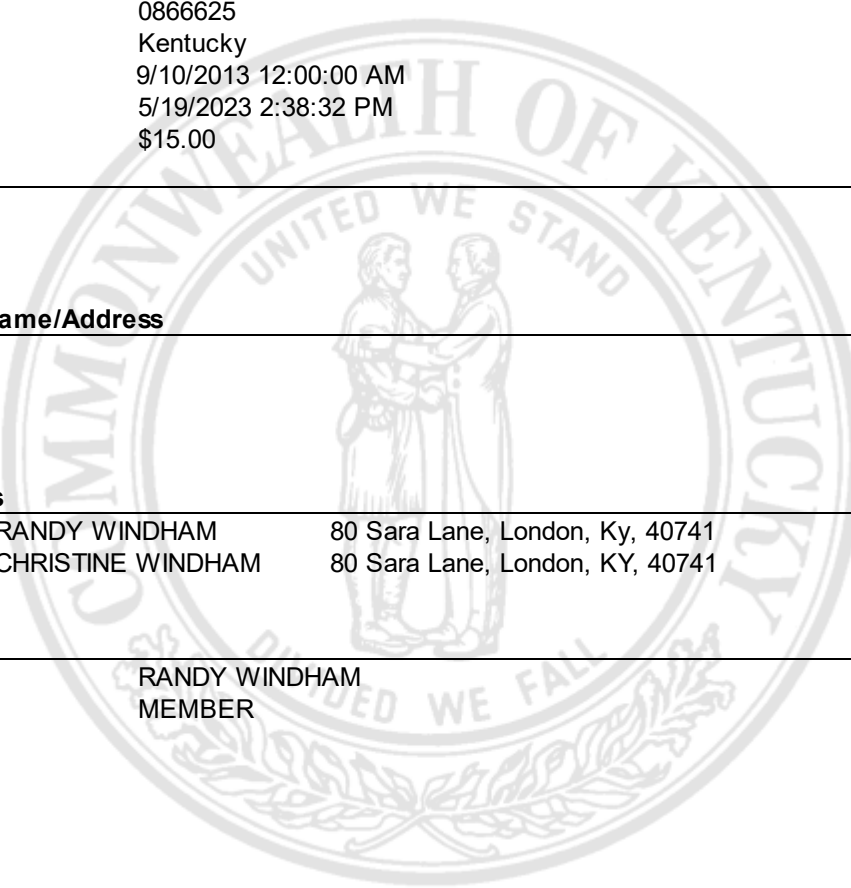 0866625
Kentucky
9/10/2013 12:00:00 AM
5/19/2023 2:38:32 PM
$15.00
COMMONWEALTH OF KENTUCKY
UNITED WE STAND
ame/Address
s
RANDY WINDHAM 80 Sara Lane, London, Ky, 40741
CHRISTINE WINDHAM 80 Sara Lane, London, KY, 40741
DIVIDED WE FALL
RANDY WINDHAM
MEMBER